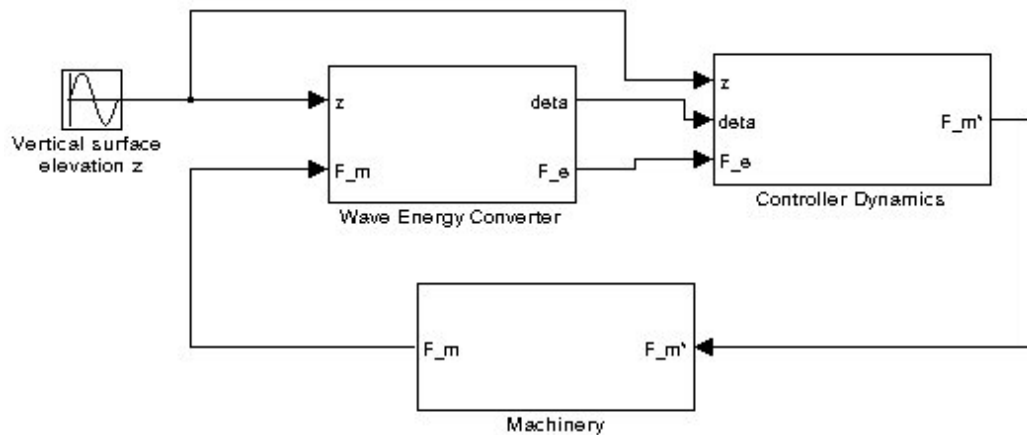 Vertical surface
elevation z
z
F_m
deta
F_e
Wave Energy Converter
z
deta
F_e
F_m*
Controller Dynamics
F_m
F_m*
Machinery